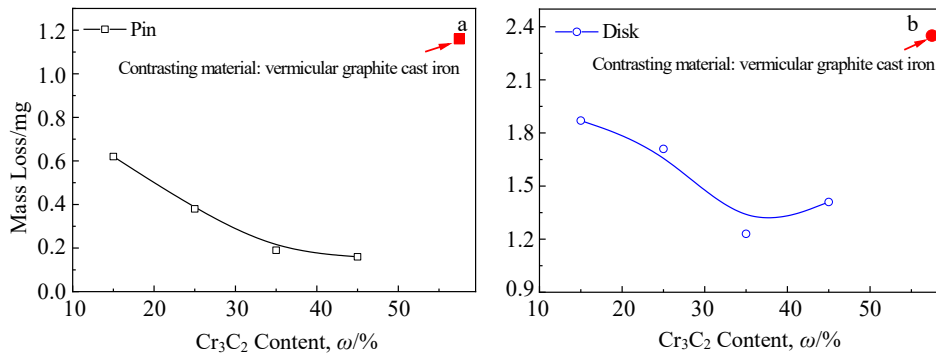 Pin
a
Contrasting material: vermicular graphite cast iron
Mass Loss/mg
1.2
1.0
0.8
0.6
0.4
0.2
0.0
10 20 30 40 50
Cr₃C₂ Content, ω/%
Disk
b
Contrasting material: vermicular graphite cast iron
2.4
2.1
1.8
1.5
1.2
0.9
10 20 30 40 50
Cr₃C₂ Content, ω/%